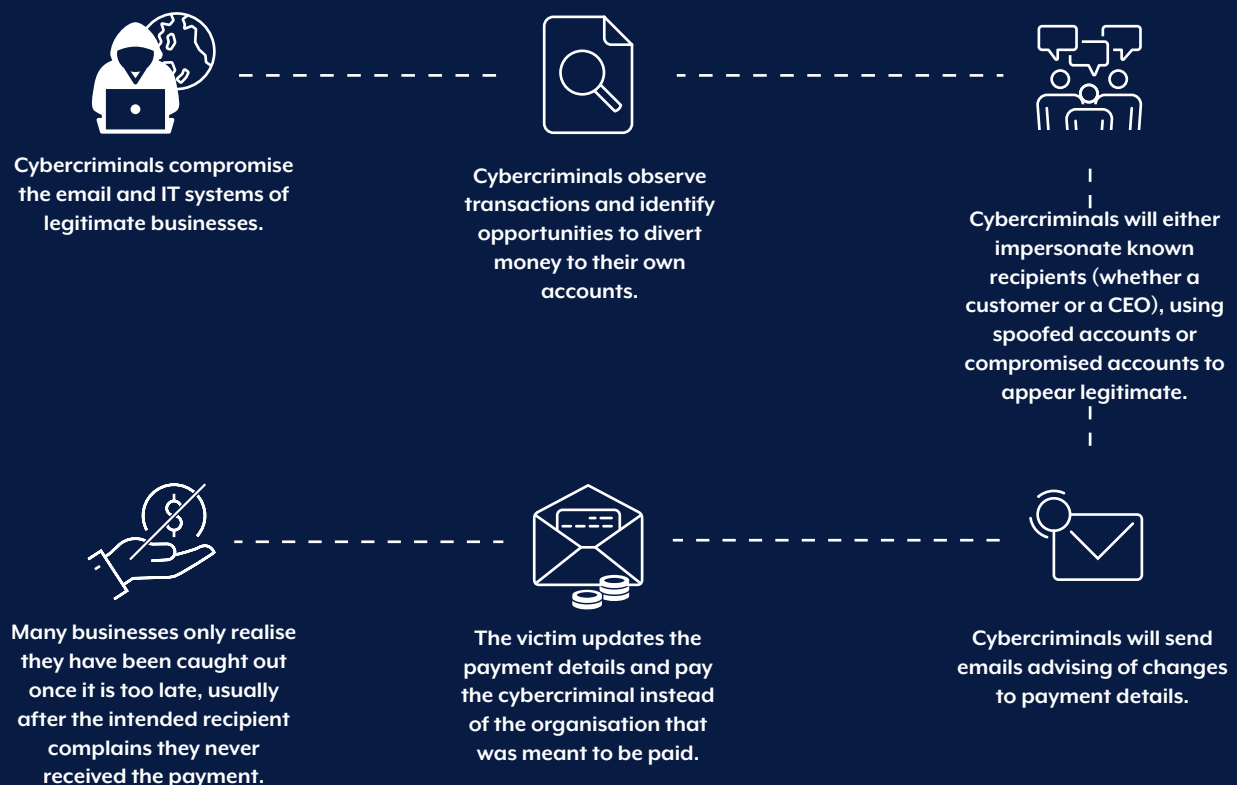 Cybercriminals compromise
the email and IT systems of
legitimate businesses.
Cybercriminals observe
transactions and identify
opportunities to divert
money to their own
accounts.
Cybercriminals will either
impersonate known
recipients (whether a
customer or a CEO), using
spoofed accounts or
compromised accounts to
appear legitimate.
Cybercriminals will send
emails advising of changes
to payment details.
The victim updates the
payment details and pay
the cybercriminal instead
of the organisation that
was meant to be paid.
Many businesses only realise
they have been caught out
once it is too late, usually
after the intended recipient
complains they never
received the payment.